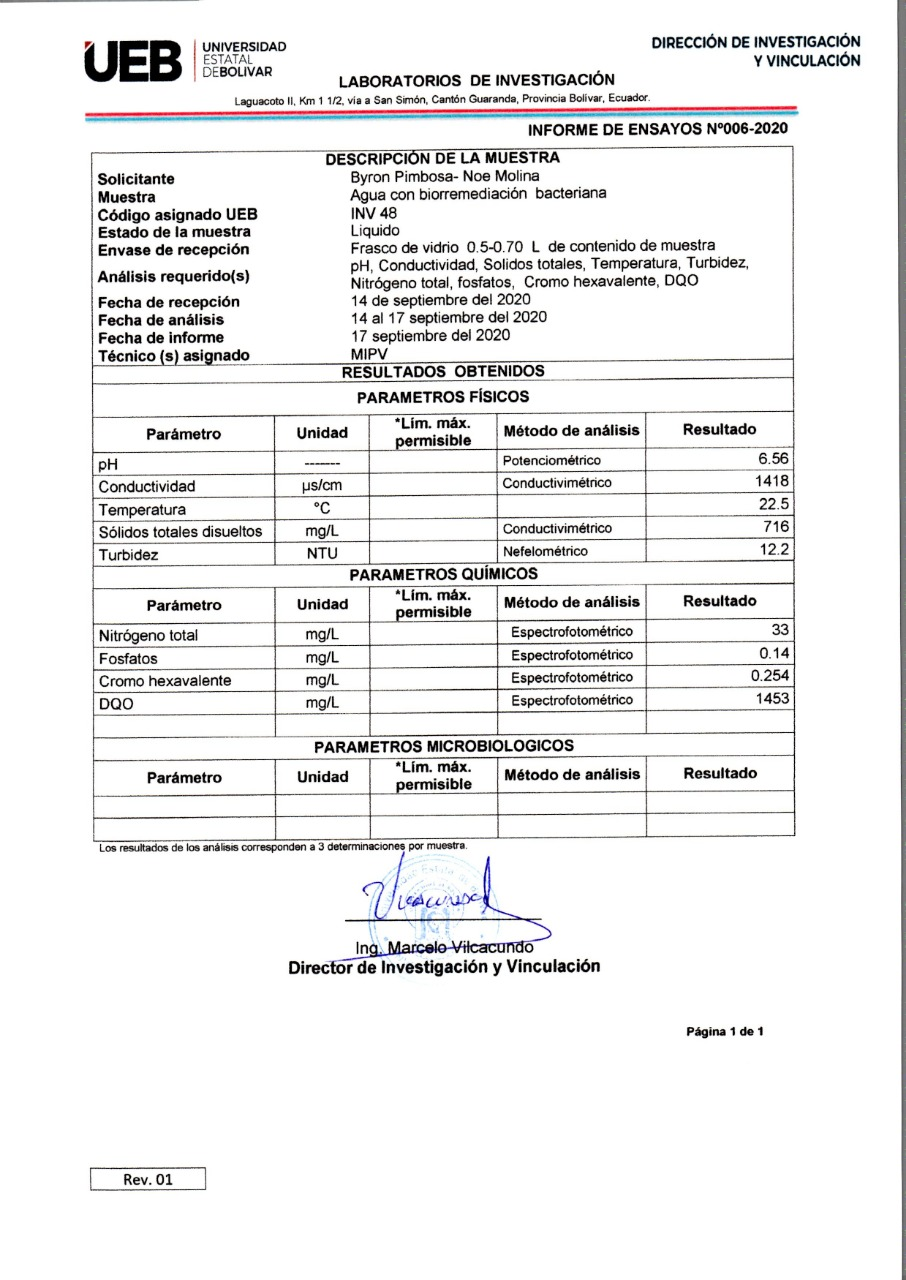 UEB
UNIVERSIDAD
ESTATAL
DE BOLIVAR
DIRECCIÓN DE INVESTIGACIÓN
Y VINCULACIÓN
LABORATORIOS DE INVESTIGACIÓN
Laguacoto II, Km 1 1/2, vía a San Simón, Cantón Guaranda, Provincia Bolívar, Ecuador.
INFORME DE ENSAYOS Nº006-2020
DESCRIPCIÓN DE LA MUESTRA
Solicitante Byron Pimbosa- Noe Molina
Muestra Agua con biorremediación bacteriana
Código asignado UEB INV 48
Estado de la muestra Liquido
Envase de recepción Frasco de vidrio 0.5-0.70 L de contenido de muestra
Análisis requerido(s) pH, Conductividad, Solidos totales, Temperatura, Turbidez,
Nitrógeno total, fosfatos, Cromo hexavalente, DQO
Fecha de recepción 14 de septiembre del 2020
Fecha de análisis 14 al 17 septiembre del 2020
Fecha de informe 17 septiembre del 2020
Técnico (s) asignado MIPV
RESULTADOS OBTENIDOS
PARAMETROS FÍSICOS
Parámetro Unidad *Lím. máx. permisible Método de análisis Resultado
pH ------- Potenciométrico 6.56
Conductividad µs/cm Conductivimétrico 1418
Temperatura °C 22.5
Sólidos totales disueltos mg/L Conductivimétrico 716
Turbidez NTU Nefelométrico 12.2
PARAMETROS QUÍMICOS
Parámetro Unidad *Lím. máx. permisible Método de análisis Resultado
Nitrógeno total mg/L Espectrofotométrico 33
Fosfatos mg/L Espectrofotométrico 0.14
Cromo hexavalente mg/L Espectrofotométrico 0.254
DQO mg/L Espectrofotométrico 1453
PARAMETROS MICROBIOLOGICOS
Parámetro Unidad *Lím. máx. permisible Método de análisis Resultado
Los resultados de los análisis corresponden a 3 determinaciones por muestra.
Ing. Marcelo Vilcacundo
Director de Investigación y Vinculación
Página 1 de 1
Rev. 01